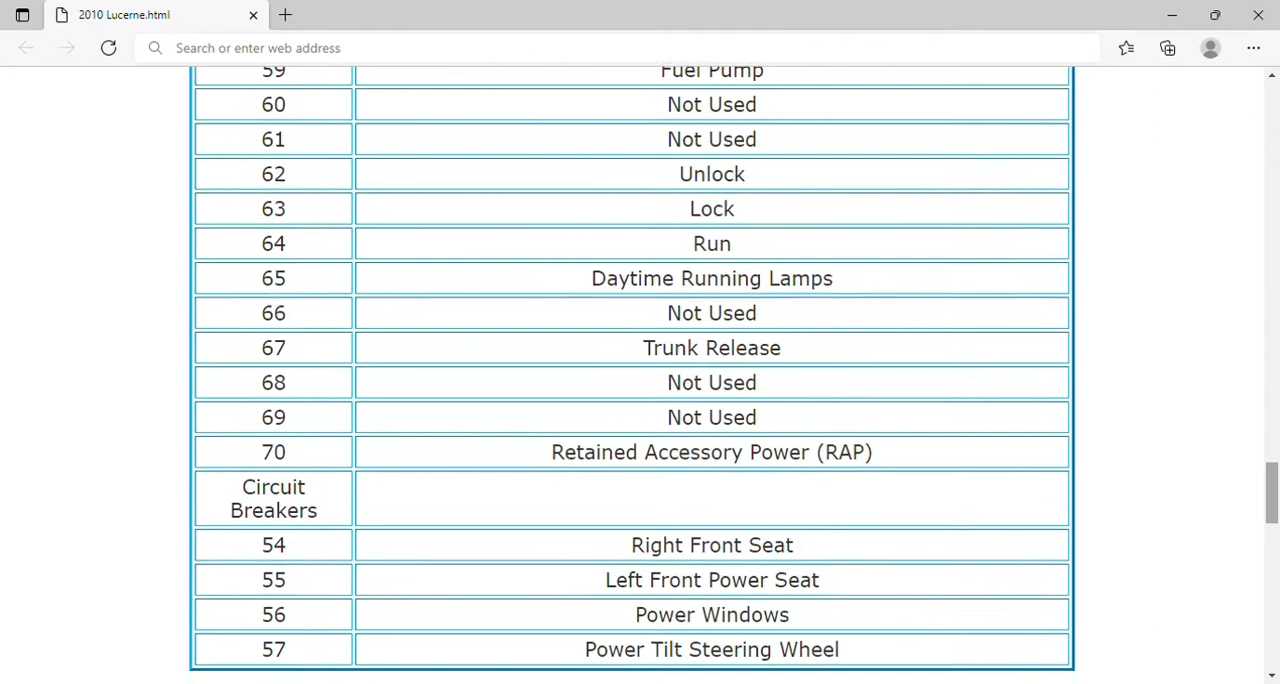 2010 Lucerne.html
Search or enter web address
59 Fuel Pump
60 Not Used
61 Not Used
62 Unlock
63 Lock
64 Run
65 Daytime Running Lamps
66 Not Used
67 Trunk Release
68 Not Used
69 Not Used
70 Retained Accessory Power (RAP)
Circuit
Breakers
54 Right Front Seat
55 Left Front Power Seat
56 Power Windows
57 Power Tilt Steering Wheel